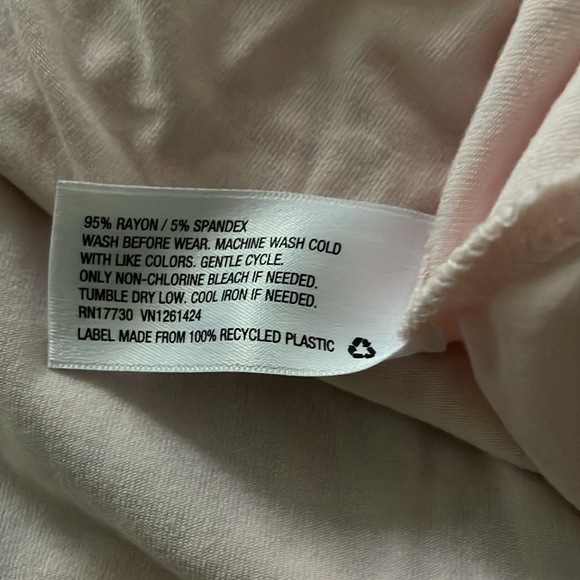 95% RAYON / 5% SPANDEX
WASH BEFORE WEAR. MACHINE WASH COLD
WITH LIKE COLORS. GENTLE CYCLE.
ONLY NON-CHLORINE BLEACH IF NEEDED.
TUMBLE DRY LOW. COOL IRON IF NEEDED.
RN17730 VN1261424
LABEL MADE FROM 100% RECYCLED PLASTIC